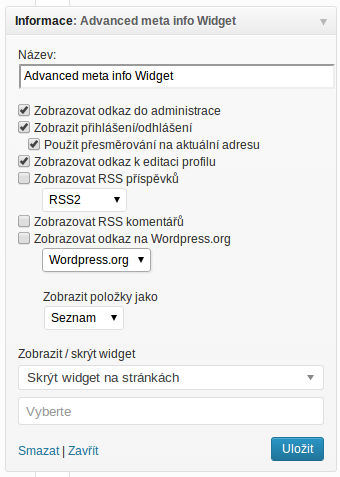 Informace: Advanced meta info Widget
Název:
Advanced meta info Widget
Zobrazovat odkaz do administrace
Zobrazit přihlášení/odhlášení
Použít přesměrování na aktuální adresu
Zobrazovat odkaz k editaci profilu
Zobrazovat RSS příspěvků
RSS2
Zobrazovat RSS komentářů
Zobrazovat odkaz na Wordpress.org
Wordpress.org
Zobrazit položky jako
Seznam
Zobrazit / skrýt widget
Skrýt widget na stránkách
Vyberte
Smazat | Zavřít
Uložit